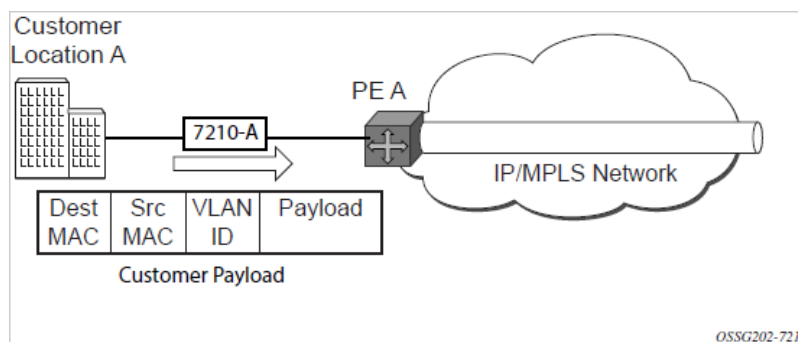 Customer
Location A
PE A
7210-A
IP/MPLS Network
Dest
MAC
Src
MAC
VLAN
ID
Payload
Customer Payload
OSSG202-721